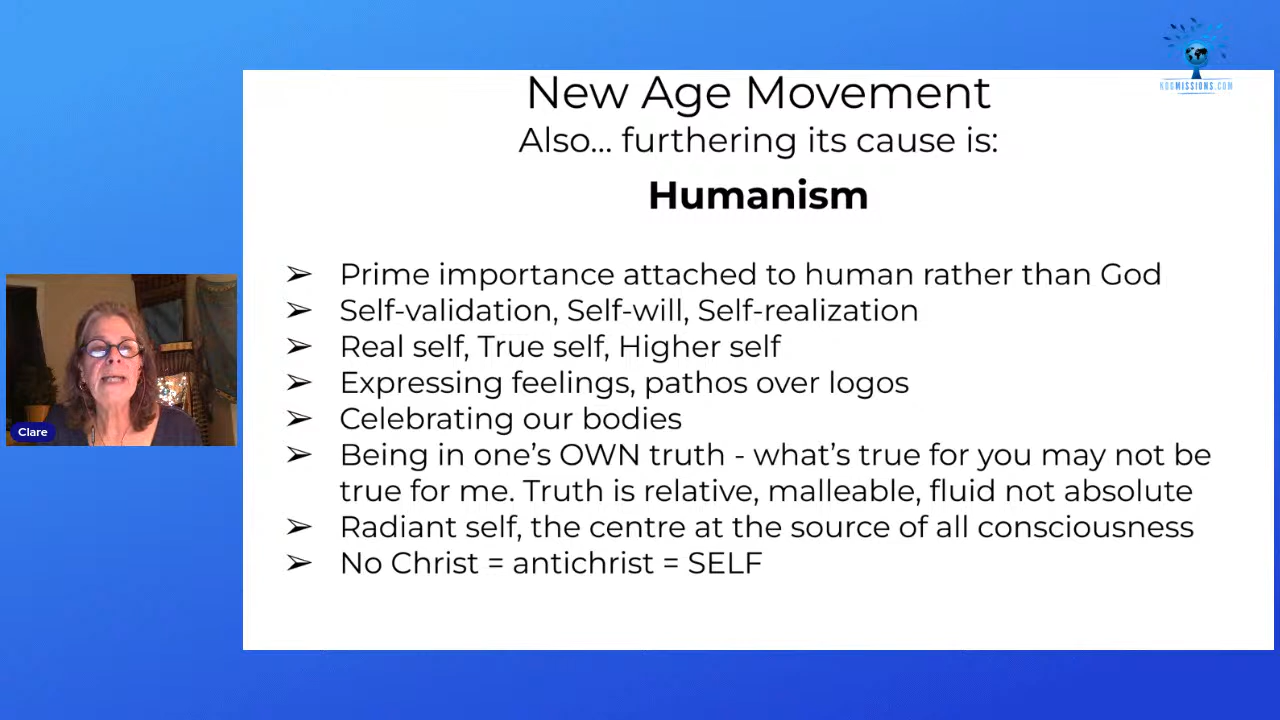 KOGMISSIONS.COM
New Age Movement
Also... furthering its cause is:
Humanism
➢ Prime importance attached to human rather than God
➢ Self-validation, Self-will, Self-realization
➢ Real self, True self, Higher self
➢ Expressing feelings, pathos over logos
➢ Celebrating our bodies
➢ Being in one’s OWN truth - what’s true for you may not be
true for me. Truth is relative, malleable, fluid not absolute
➢ Radiant self, the centre at the source of all consciousness
➢ No Christ = antichrist = SELF
Clare